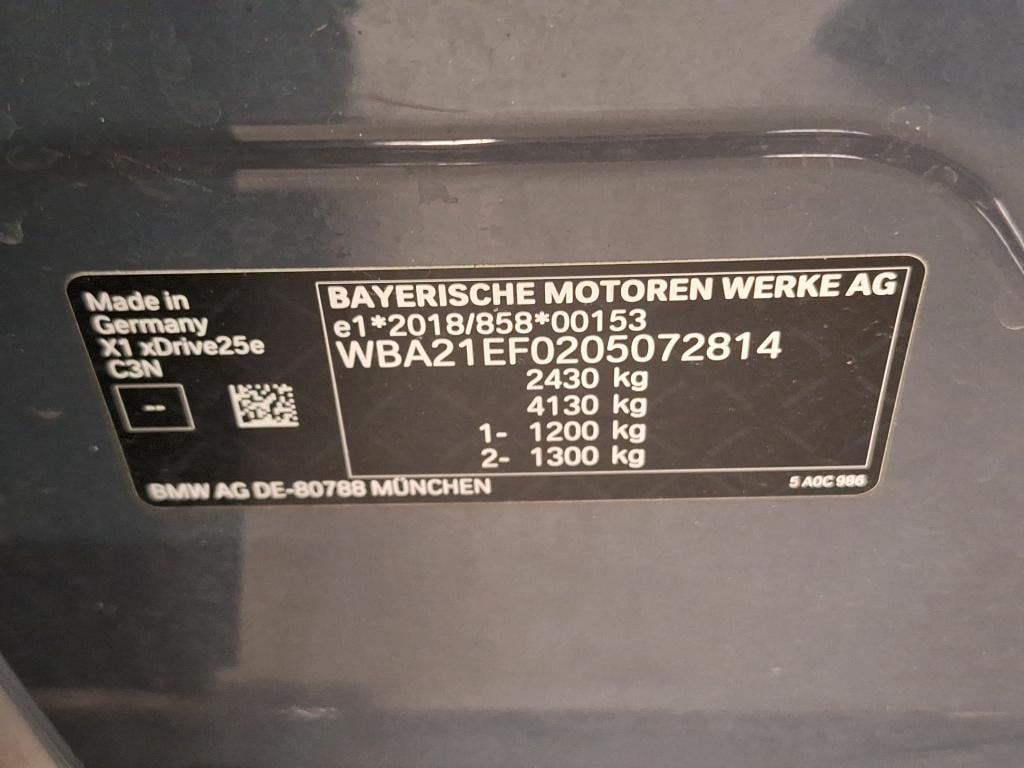 Made in
Germany
X1 xDrive25e
C3N
--
BMW AG DE-80788 MÜNCHEN
BAYERISCHE MOTOREN WERKE AG
e1*2018/858*00153
WBA21EF0205072814
2430 kg
4130 kg
1- 1200 kg
2- 1300 kg
5 A0C 986